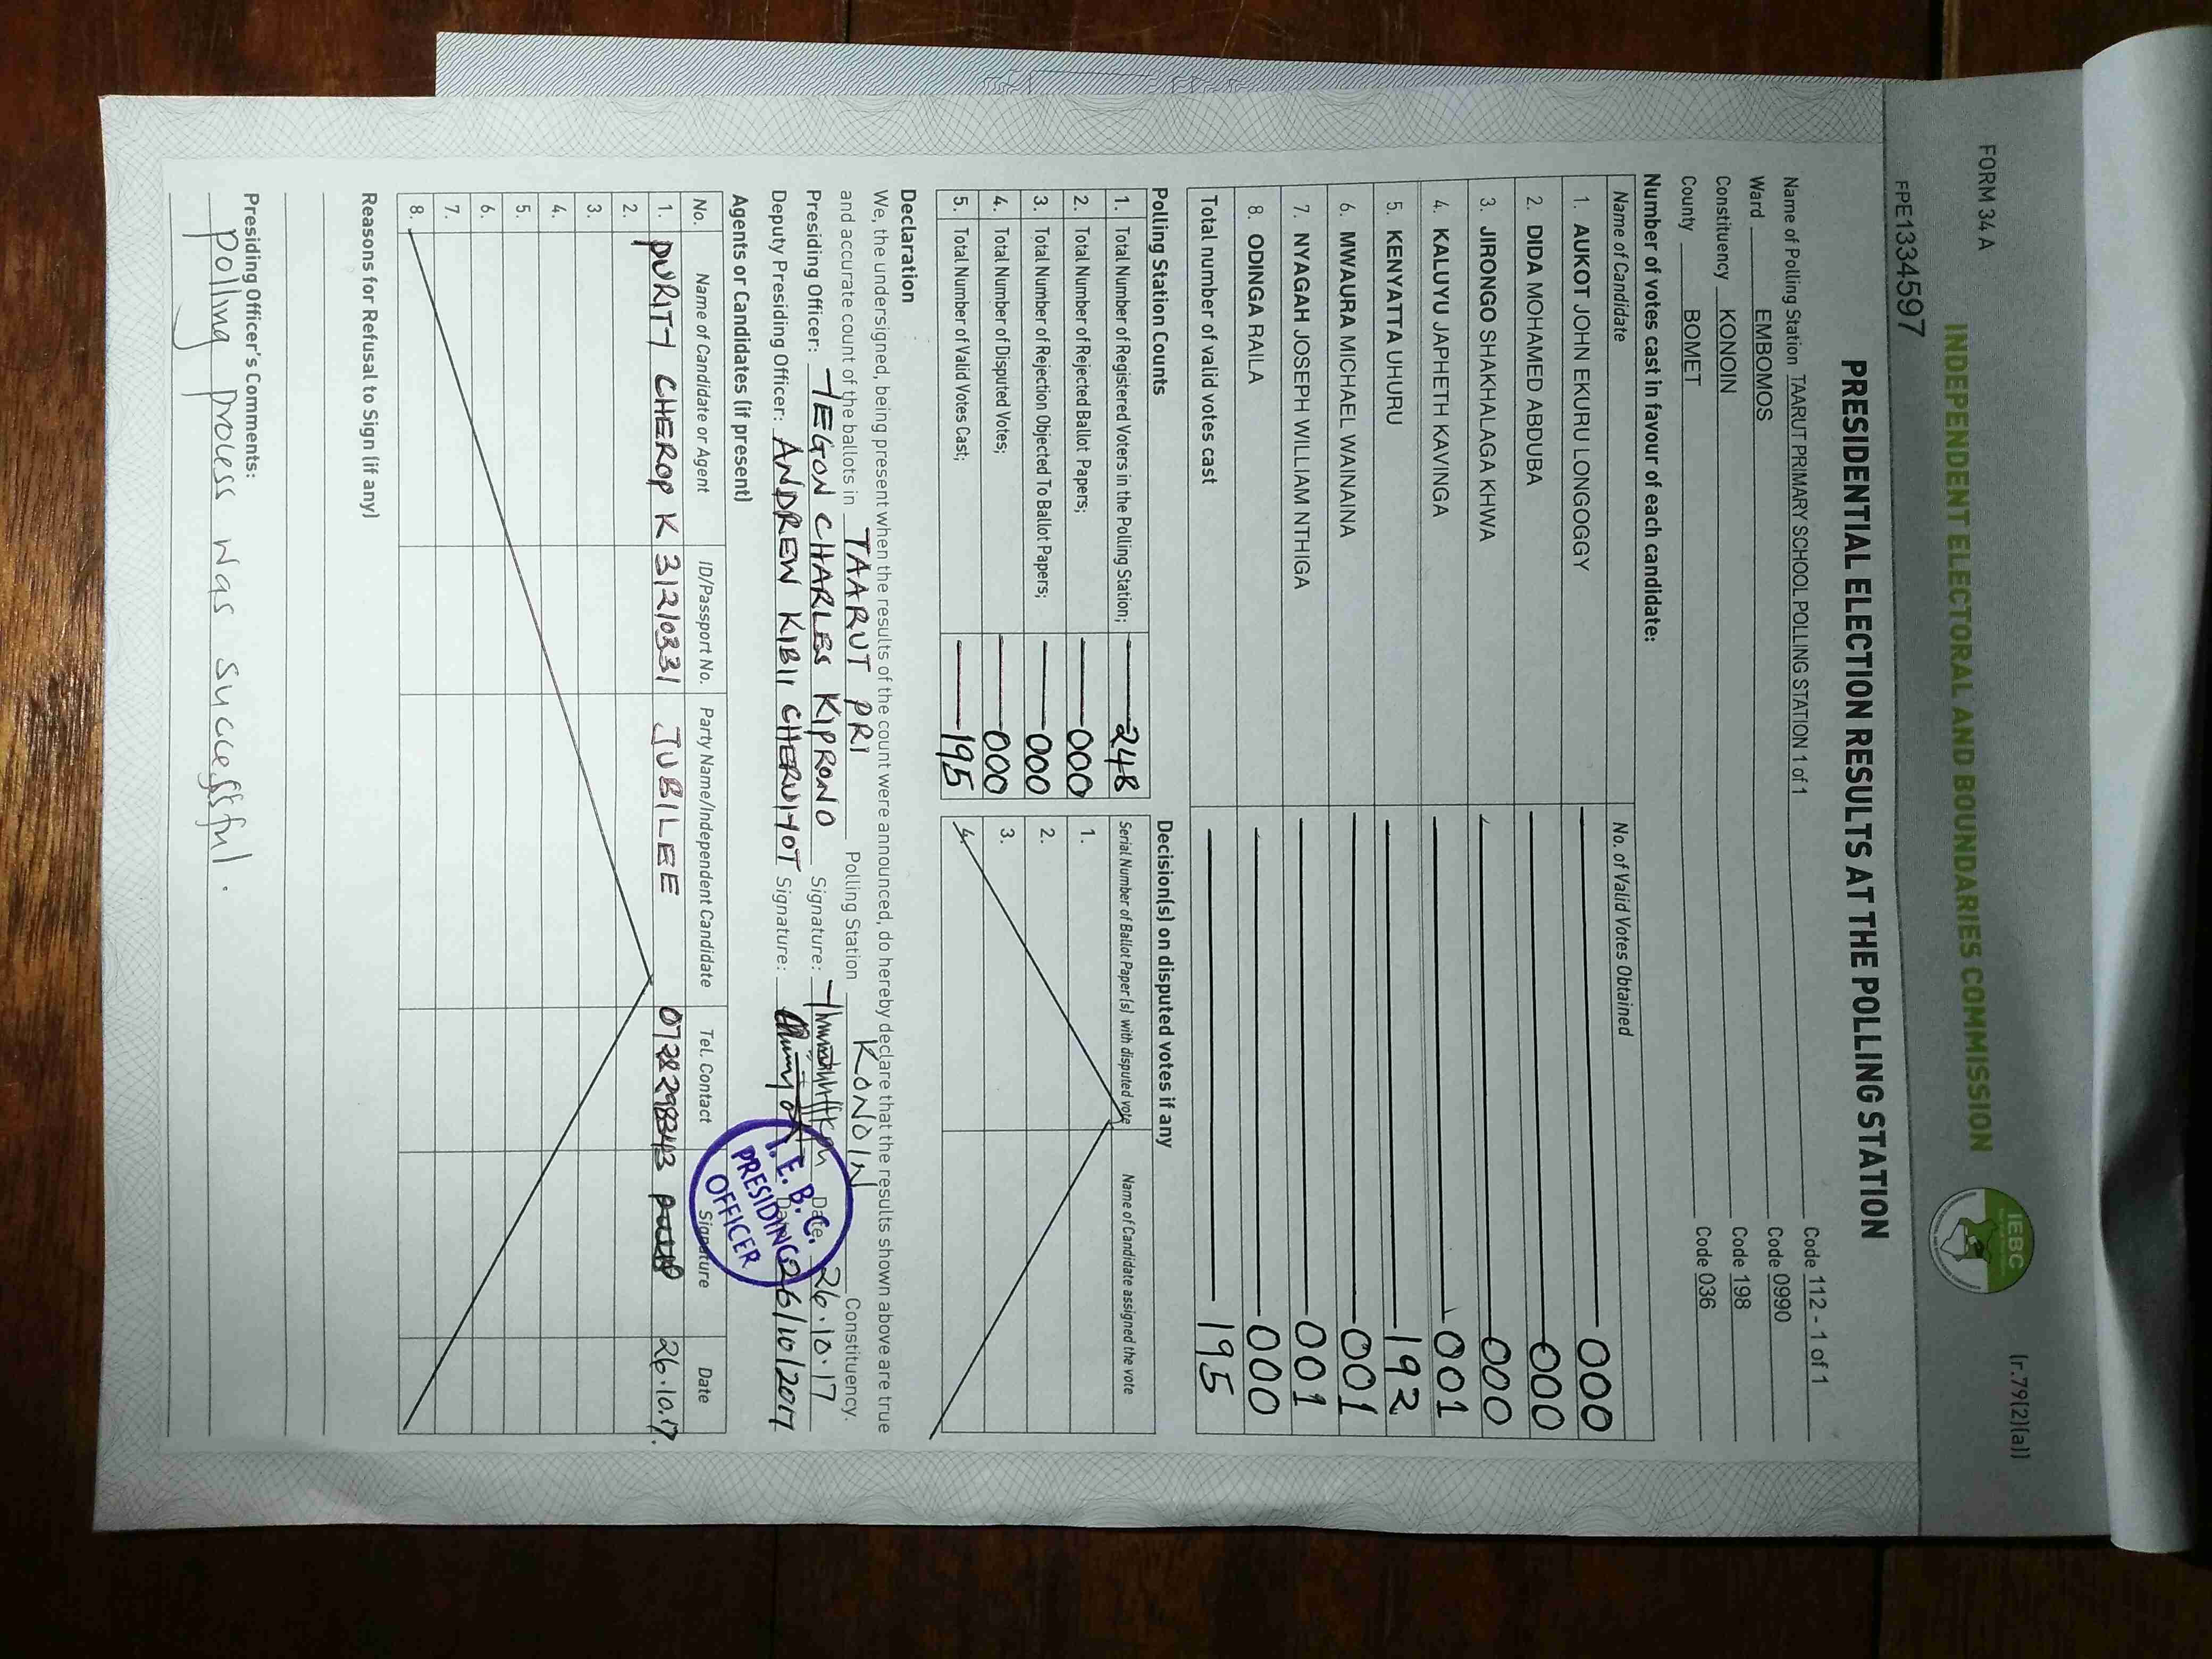 FORM 34 A
(r.79(2)(a))
INDEPENDENT ELECTORAL AND BOUNDARIES COMMISSION
IEBC
FPE1334597
PRESIDENTIAL ELECTION RESULTS AT THE POLLING STATION
Name of Polling Station TAARUT PRIMARY SCHOOL POLLING STATION 1 of 1 Code 112 - 1 of 1
Ward EMBOMOS Code 0990
Constituency KONOIN Code 198
County BOMET Code 036
Number of votes cast in favour of each candidate:
Name of Candidate No. of Valid Votes Obtained
1. AUKOT JOHN EKURU LONGOGGY 000
2. DIDA MOHAMED ABDUBA 000
3. JIRONGO SHAKHALAGA KHWA 000
4. KALUYU JAPHETH KAVINGA 001
5. KENYATTA UHURU 192
6. MWAURA MICHAEL WAINAINA 001
7. NYAGAH JOSEPH WILLIAM NTHIGA 001
8. ODINGA RAILA 000
Total number of valid votes cast 195
Polling Station Counts
1. Total Number of Registered Voters in the Polling Station; 248
2. Total Number of Rejected Ballot Papers; 000
3. Total Number of Rejection Objected To Ballot Papers; 000
4. Total Number of Disputed Votes; 000
5. Total Number of Valid Votes Cast; 195
Decision(s) on disputed votes if any
Serial Number of Ballot Paper(s) with disputed vote Name of Candidate assigned the vote
1.
2.
3.
4.
Declaration
We, the undersigned, being present when the results of the count were announced, do hereby declare that the results shown above are true
and accurate count of the ballots in TAARUT PRI Polling Station KONOIN Constituency.
Presiding Officer: TEGON CHARLES KIPRONO Signature: Date 26.10.17
Deputy Presiding Officer: ANDREW KIBII CHERUIYOT Signature: Date 26/10/2017
I. E. B. C.
PRESIDING
OFFICER
Agents or Candidates (if present)
No. Name of Candidate or Agent ID/Passport No. Party Name/Independent Candidate Tel. Contact Signature Date
1. PURITY CHEROP K 31210331 JUBILEE 26.10.17.
2.
3.
4.
5.
6.
7.
8.
Reasons for Refusal to Sign (if any)
Presiding Officer's Comments:
polling process was successful.